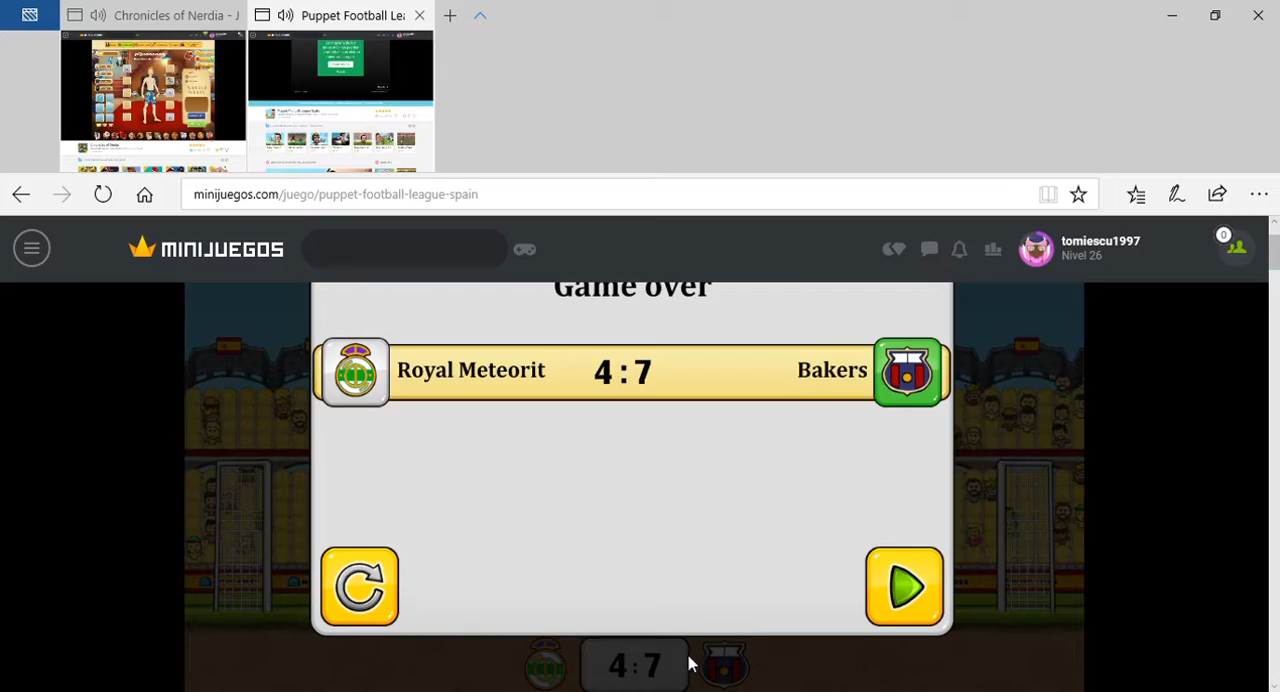 Chronicles of Nerdia - J
Puppet Football Lea
minijuegos.com/juego/puppet-football-league-spain
MINIJUEGOS
tomiescu1997
Nivel 26
0
Game over
Royal Meteorit 4:7 Bakers
4:7